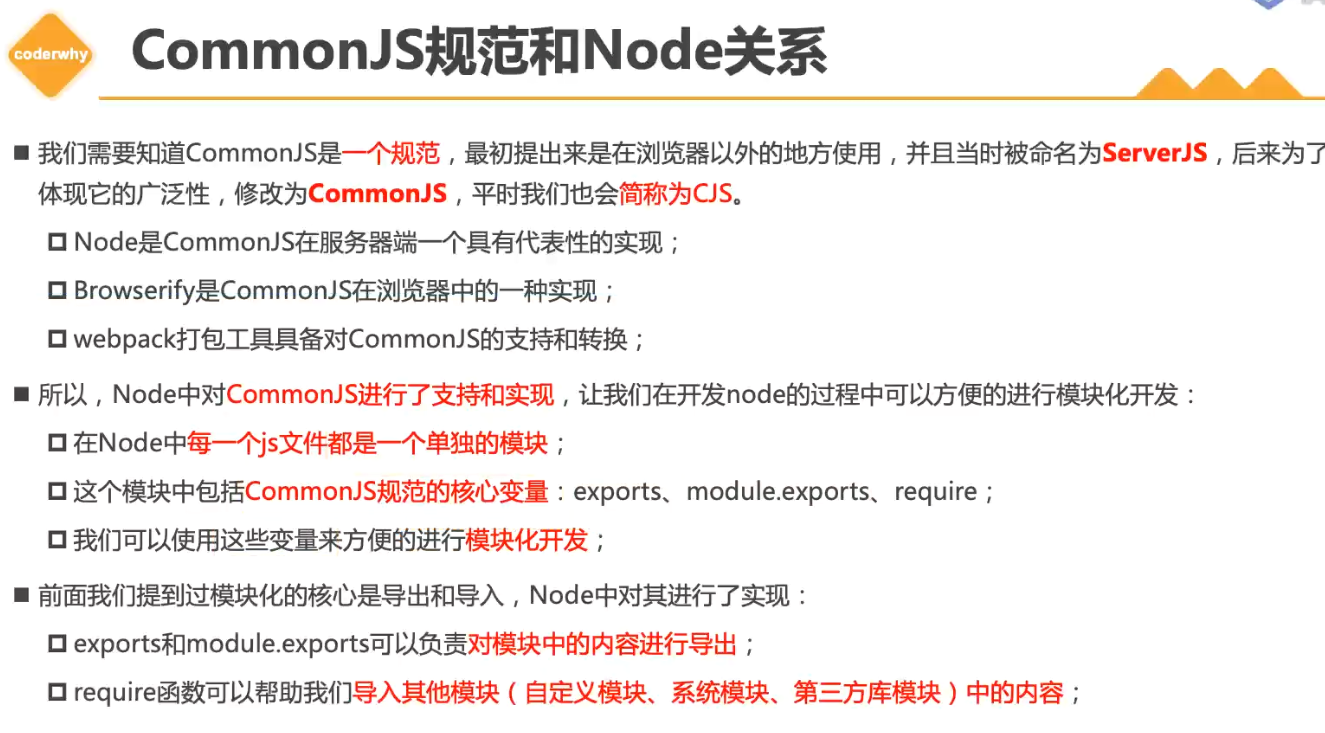 coderwhy
CommonJS规范和Node关系
■ 我们需要知道CommonJS是一个规范，最初提出来是在浏览器以外的地方使用，并且当时被命名为ServerJS，后来为了
体现它的广泛性，修改为CommonJS，平时我们也会简称为CJS。
Node是CommonJS在服务器端一个具有代表性的实现；
Browserify是CommonJS在浏览器中的一种实现；
webpack打包工具具备对CommonJS的支持和转换；
■ 所以，Node中对CommonJS进行了支持和实现，让我们在开发node的过程中可以方便的进行模块化开发：
在Node中每一个js文件都是一个单独的模块；
这个模块中包括CommonJS规范的核心变量：exports、module.exports、require；
我们可以使用这些变量来方便的进行模块化开发；
■ 前面我们提到过模块化的核心是导出和导入，Node中对其进行了实现：
exports和module.exports可以负责对模块中的内容进行导出；
require函数可以帮助我们导入其他模块（自定义模块、系统模块、第三方库模块）中的内容；